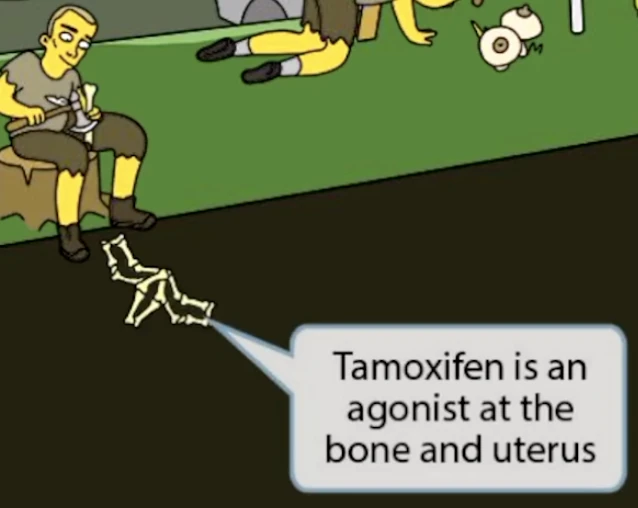 Tamoxifen is an
agonist at the
bone and uterus